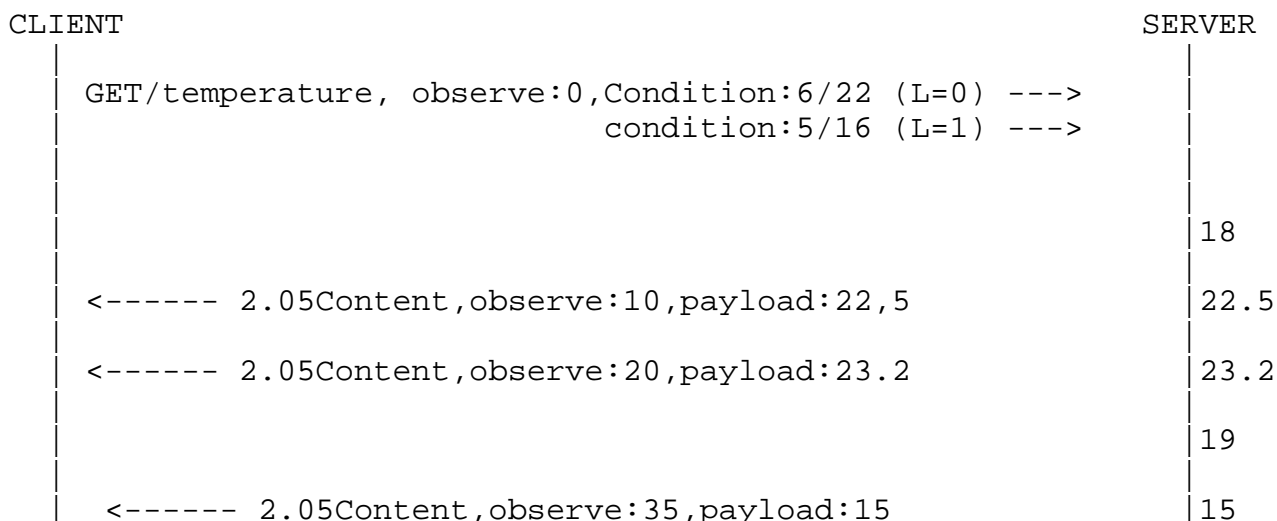 CLIENT SERVER
GET/temperature, observe:0,Condition:6/22 (L=0) --->
condition:5/16 (L=1) --->
18
<------ 2.05Content,observe:10,payload:22,5 22.5
<------ 2.05Content,observe:20,payload:23.2 23.2
19
<------ 2.05Content,observe:35,payload:15 15